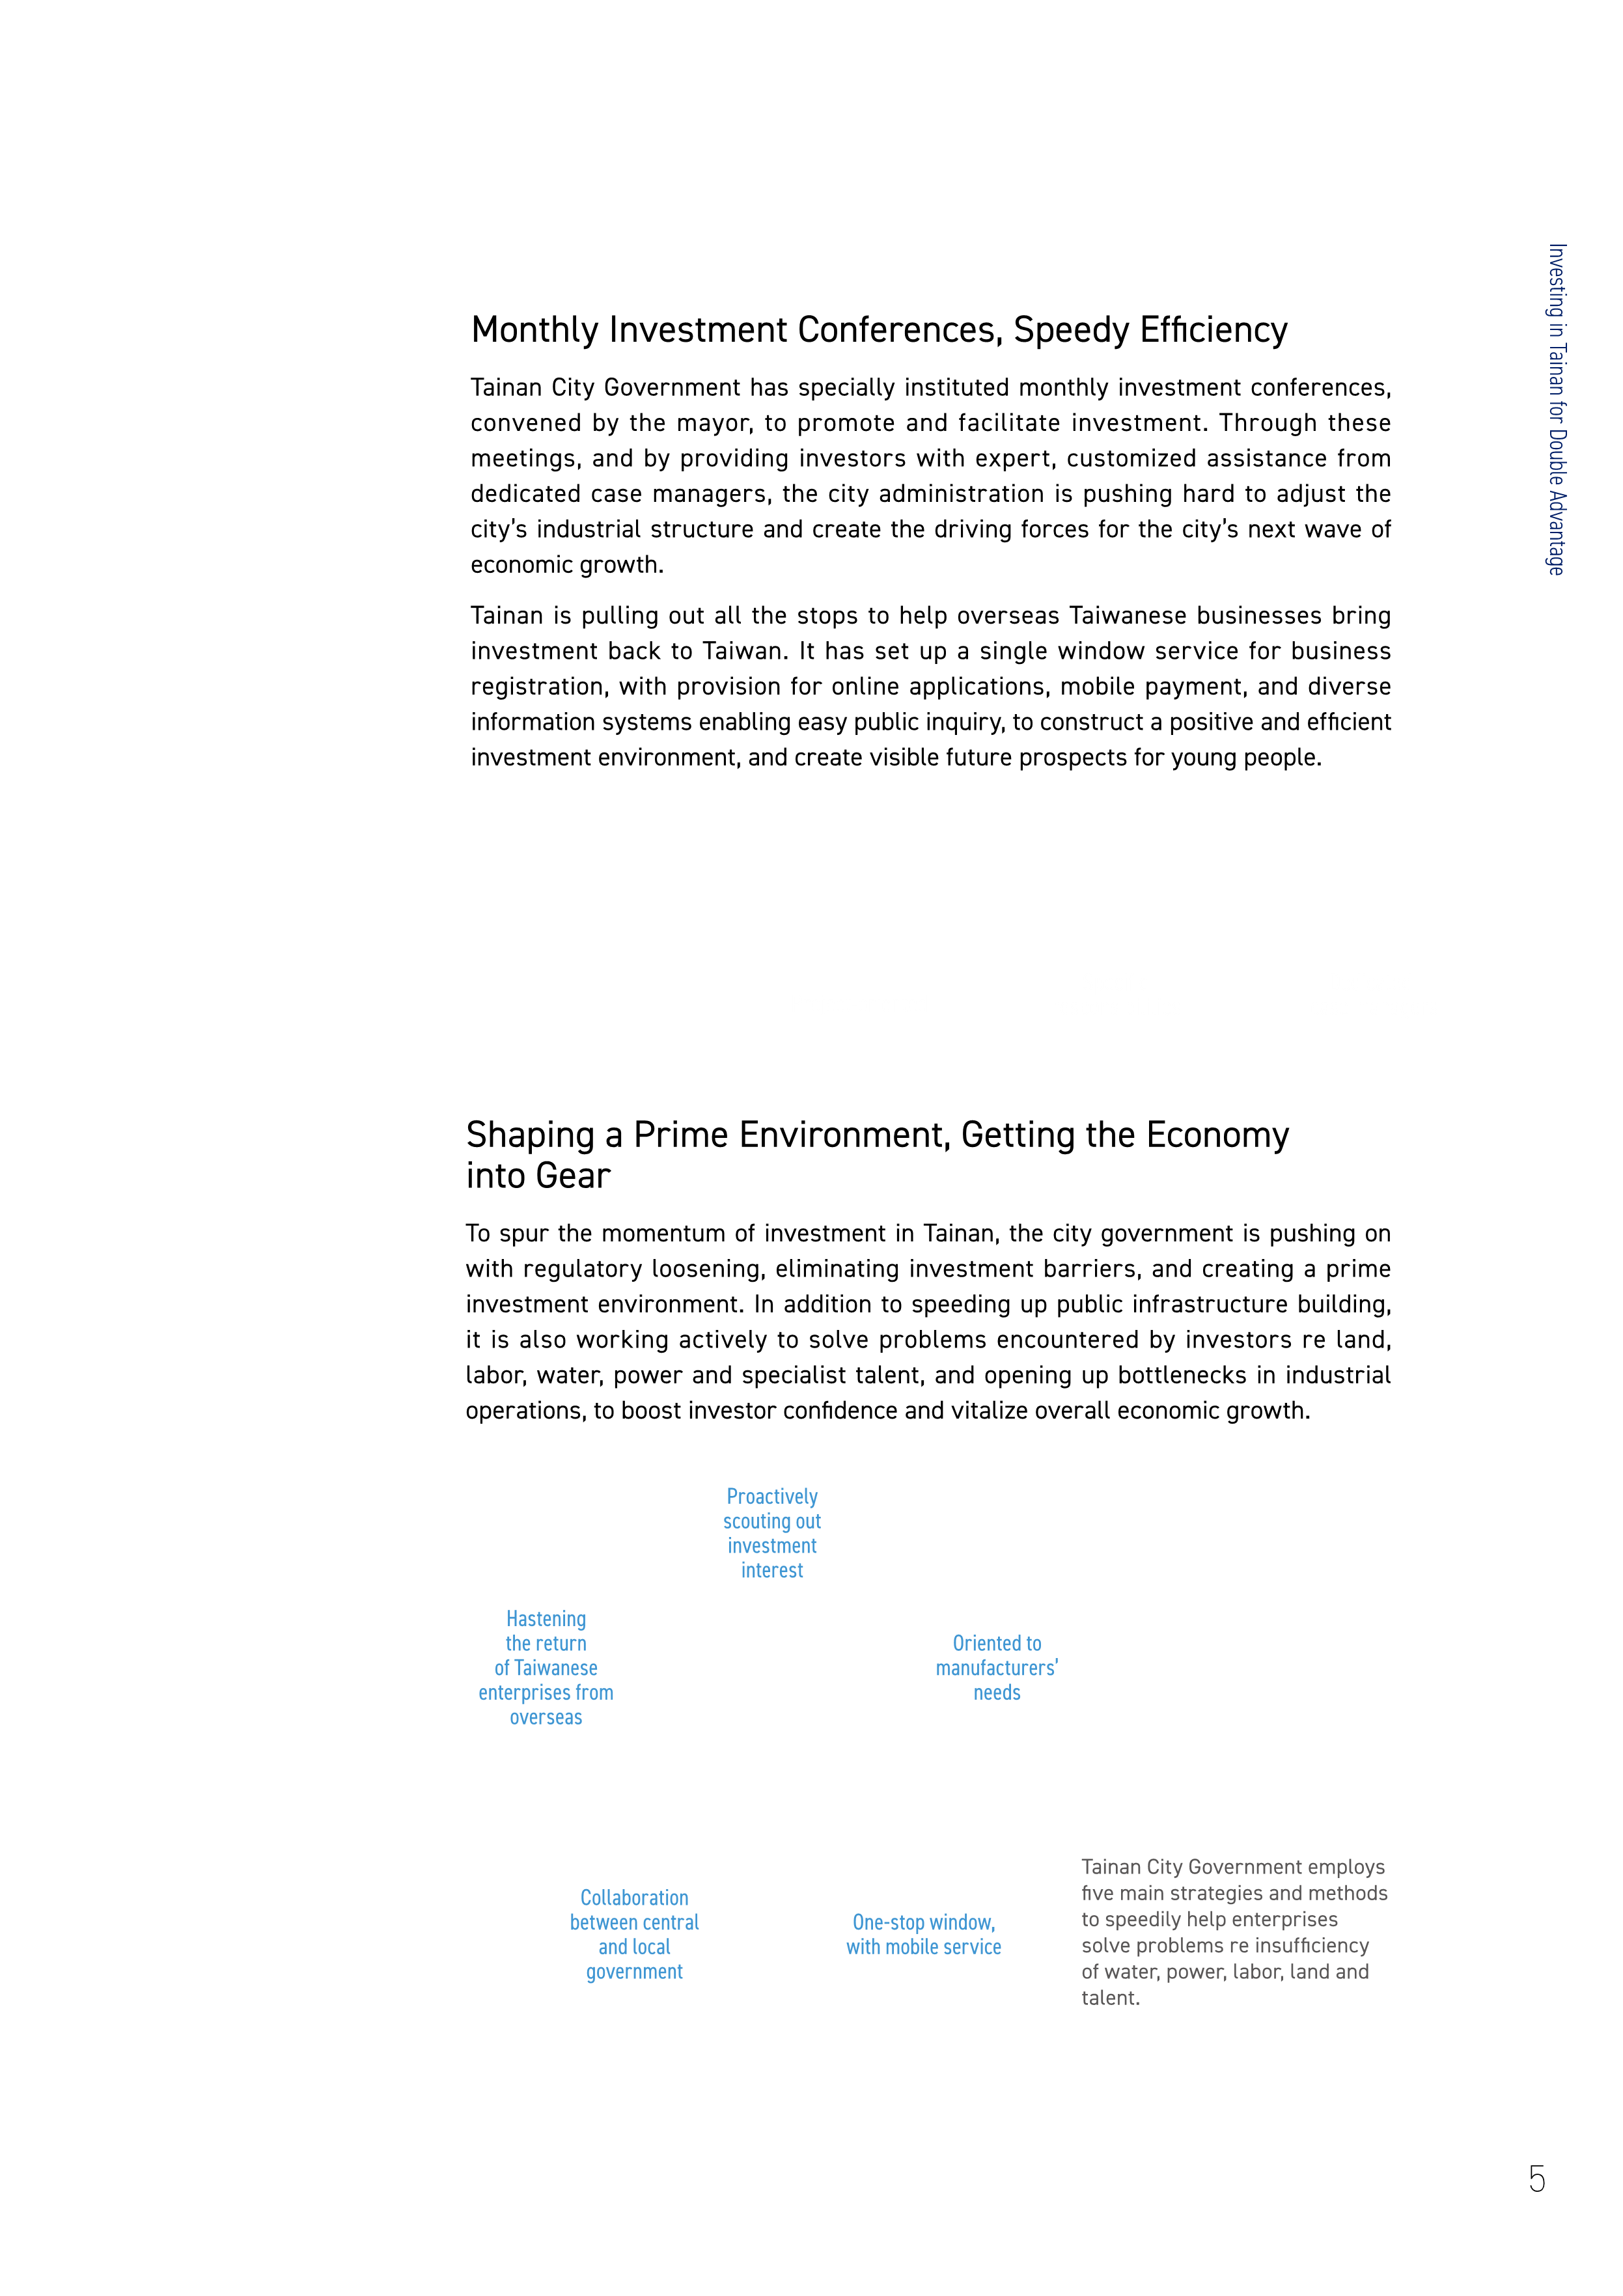 Investing in Tainan for Double Advantage
Monthly Investment Conferences, Speedy Efficiency
Tainan City Government has specially instituted monthly investment conferences,
convened by the mayor, to promote and facilitate investment. Through these
meetings, and by providing investors with expert, customized assistance from
dedicated case managers, the city administration is pushing hard to adjust the
city’s industrial structure and create the driving forces for the city’s next wave of
economic growth.
Tainan is pulling out all the stops to help overseas Taiwanese businesses bring
investment back to Taiwan. It has set up a single window service for business
registration, with provision for online applications, mobile payment, and diverse
information systems enabling easy public inquiry, to construct a positive and efficient
investment environment, and create visible future prospects for young people.
Shaping a Prime Environment, Getting the Economy
into Gear
To spur the momentum of investment in Tainan, the city government is pushing on
with regulatory loosening, eliminating investment barriers, and creating a prime
investment environment. In addition to speeding up public infrastructure building,
it is also working actively to solve problems encountered by investors re land,
labor, water, power and specialist talent, and opening up bottlenecks in industrial
operations, to boost investor confidence and vitalize overall economic growth.
Proactively
scouting out
investment
interest
Hastening
the return
of Taiwanese
enterprises from
overseas
Oriented to
manufacturers’
needs
Collaboration
between central
and local
government
One-stop window,
with mobile service
Tainan City Government employs
five main strategies and methods
to speedily help enterprises
solve problems re insufficiency
of water, power, labor, land and
talent.
5